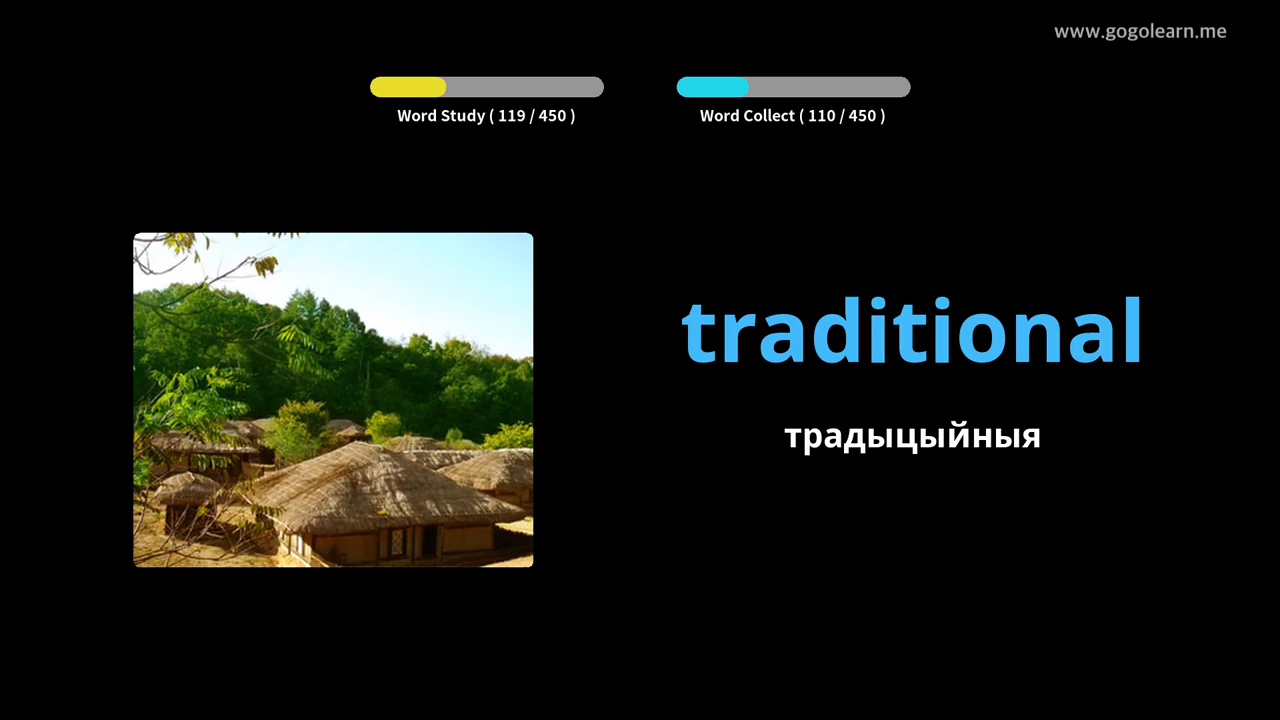 www.gogolearn.me
Word Study ( 119 / 450 )
Word Collect ( 110 / 450 )
traditional
традыцыйныя